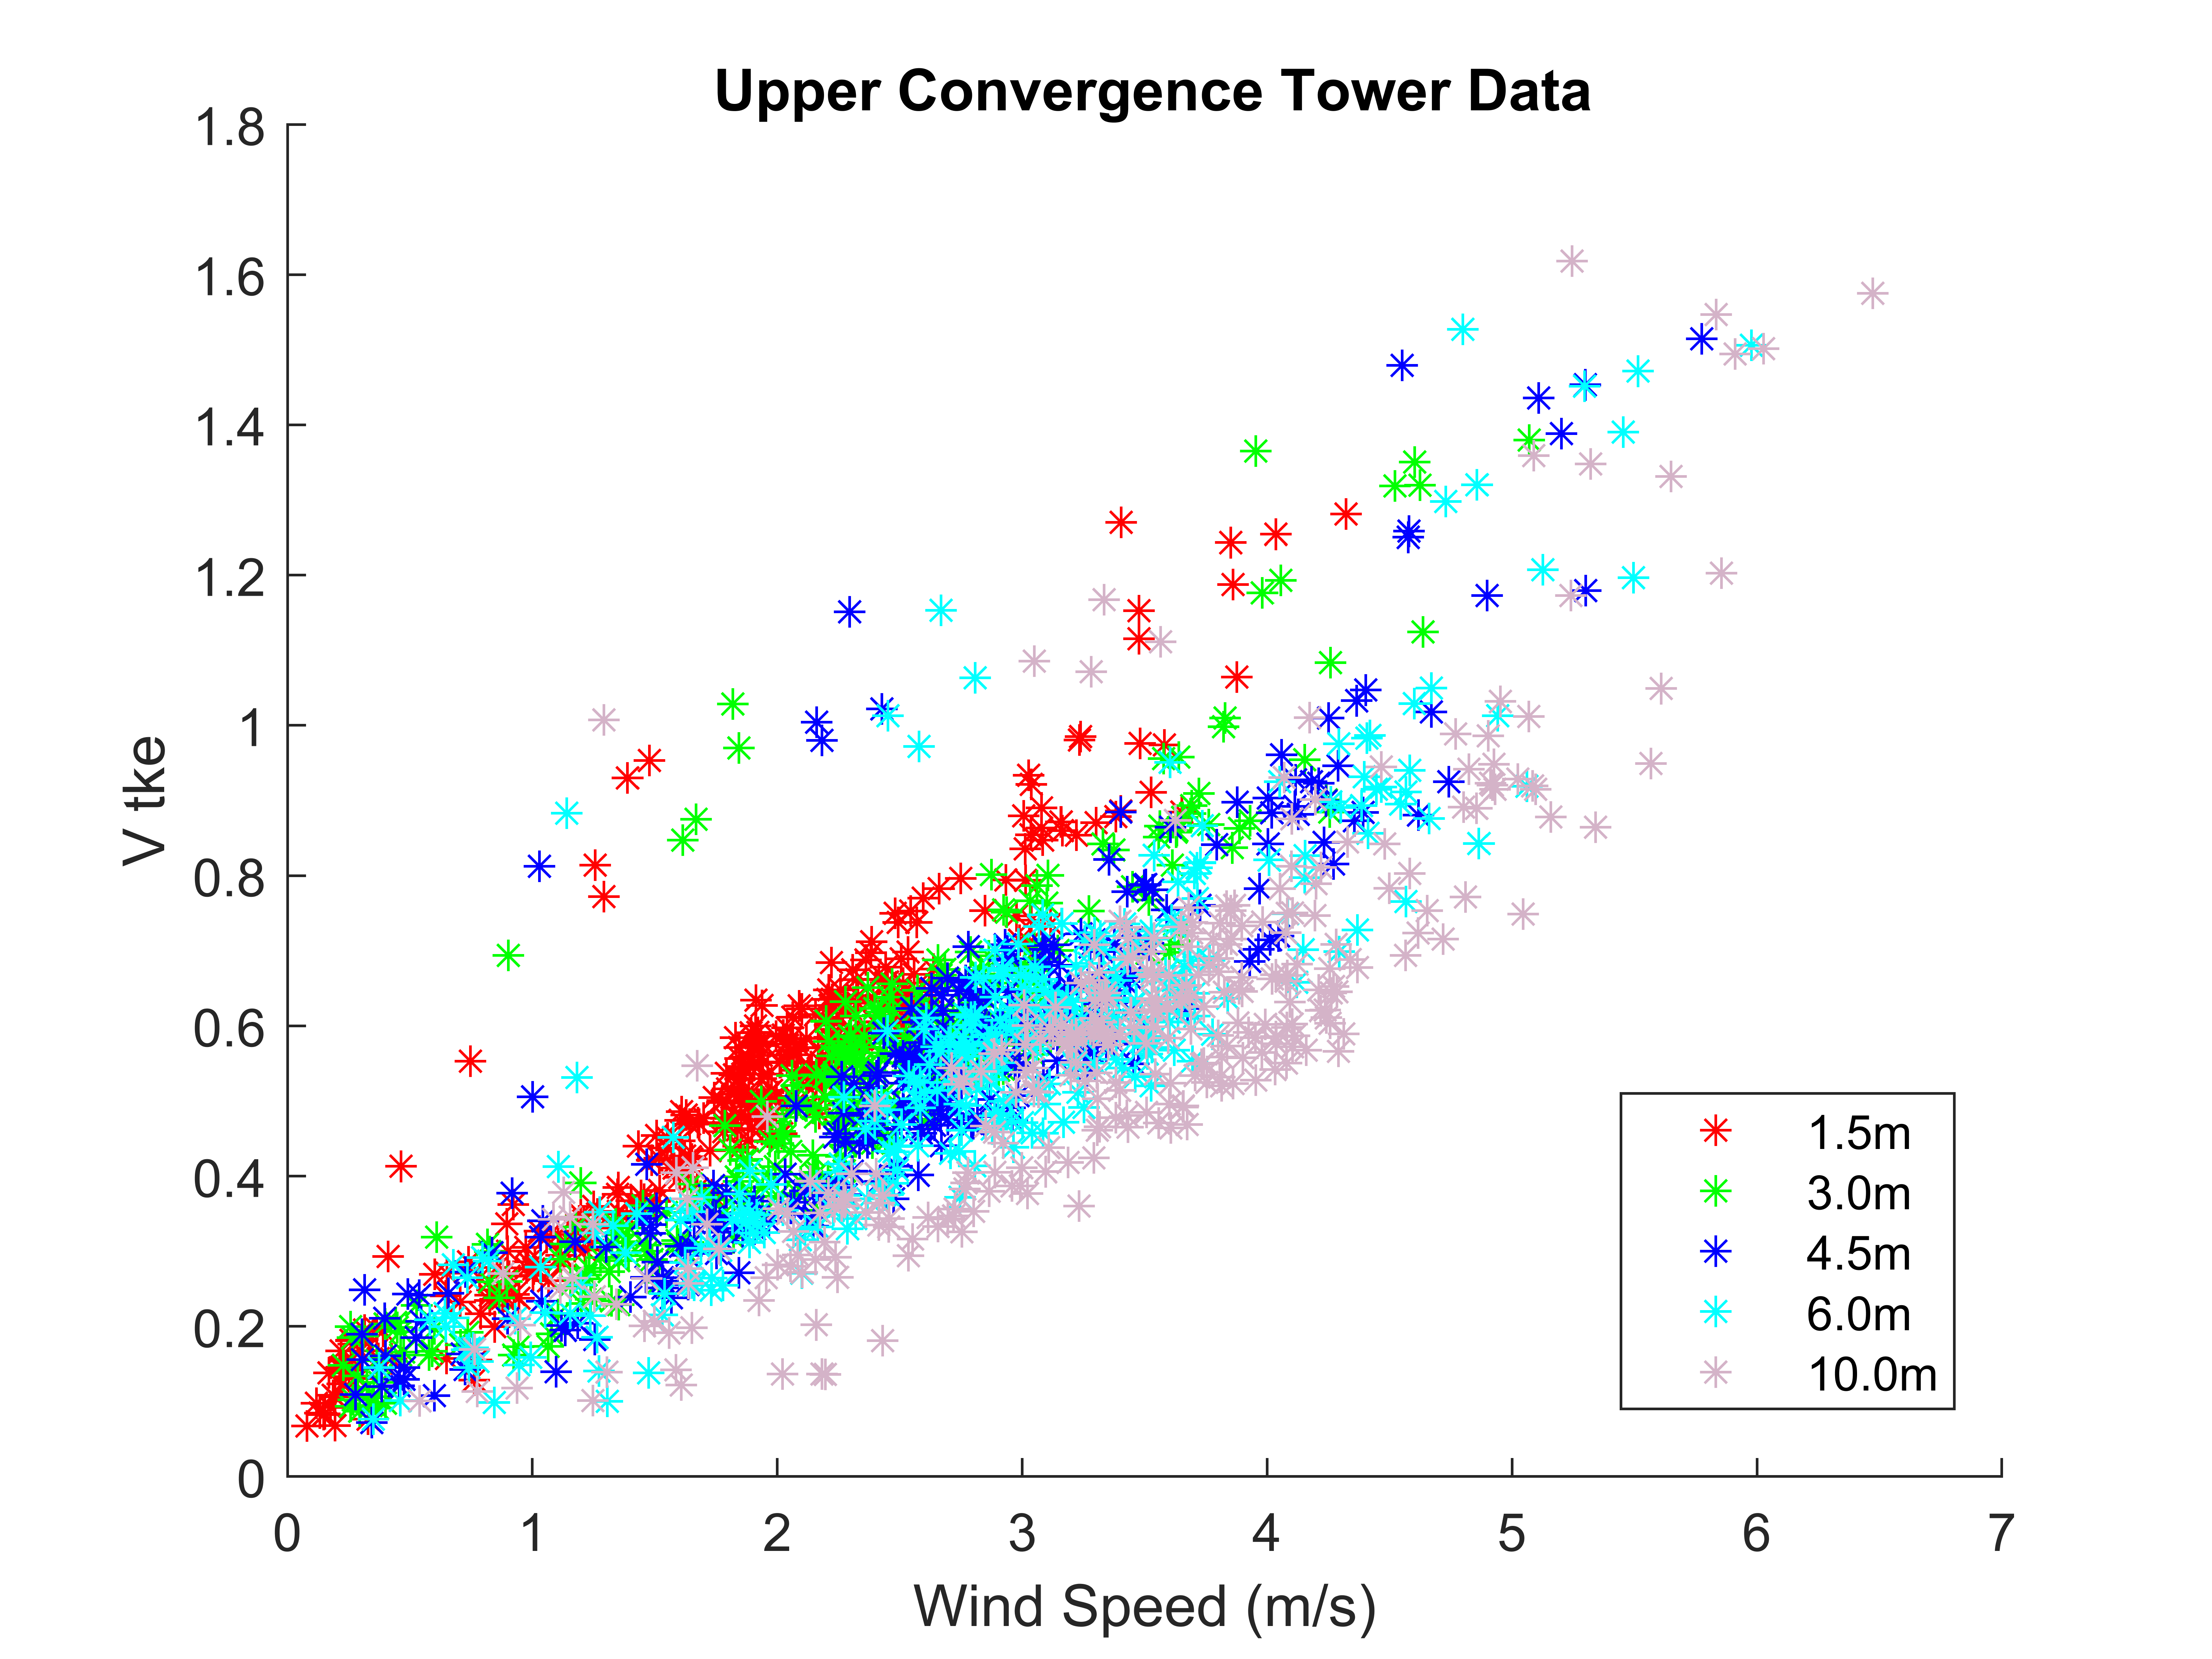 Upper Convergence Tower Data
1.8
1.6
1.4
1.2
1
0.8
0.6
0.4
0.2
0
V tke
0 1 2 3 4 5 6 7
Wind Speed (m/s)
1.5m
3.0m
4.5m
6.0m
10.0m